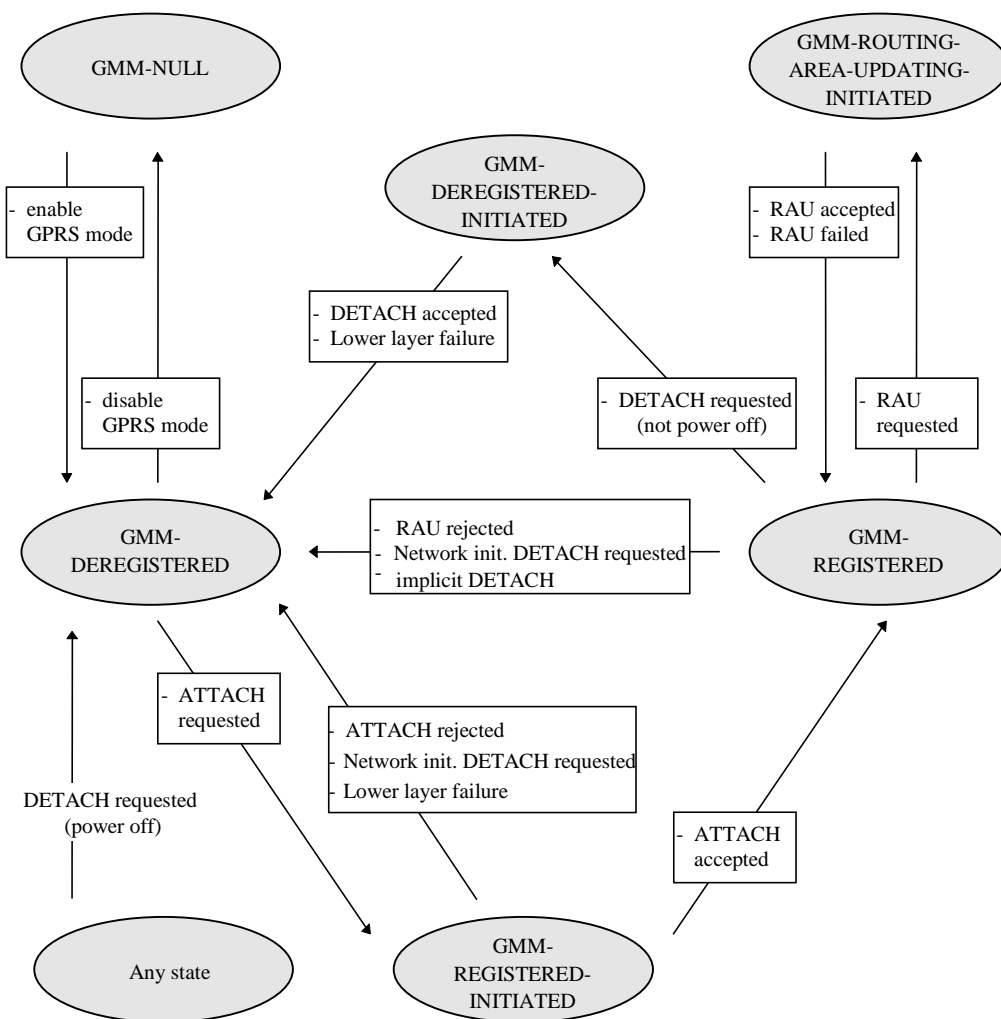 GMM-NULL
GMM-ROUTING-
AREA-UPDATING-
INITIATED
GMM-
DEREGISTERED-
INITIATED
- enable
GPRS mode
- RAU accepted
- RAU failed
- DETACH accepted
- Lower layer failure
- disable
GPRS mode
- DETACH requested
(not power off)
- RAU
requested
GMM-
DEREGISTERED
- RAU rejected
- Network init. DETACH requested
- implicit DETACH
GMM-
REGISTERED
- ATTACH
requested
- ATTACH rejected
- Network init. DETACH requested
- Lower layer failure
DETACH requested
(power off)
- ATTACH
accepted
Any state
GMM-
REGISTERED-
INITIATED